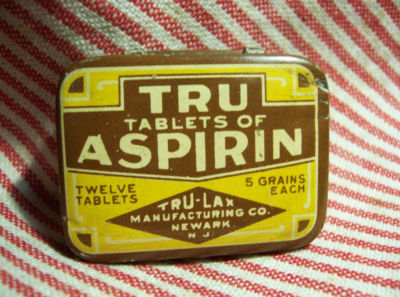 TRU
TABLETS OF
ASPIRIN
TWELVE
TABLETS
5 GRAINS
EACH
TRU-LAX
MANUFACTURING CO.
NEWARK
N.J.